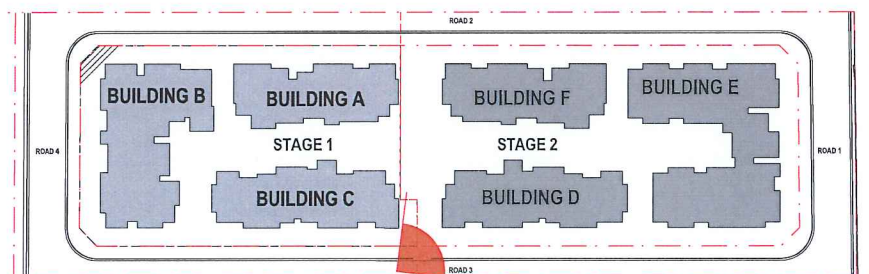 ROAD 2
BUILDING B
BUILDING A
BUILDING F
BUILDING E
STAGE 1
STAGE 2
ROAD 4
ROAD 1
BUILDING C
BUILDING D
ROAD 3